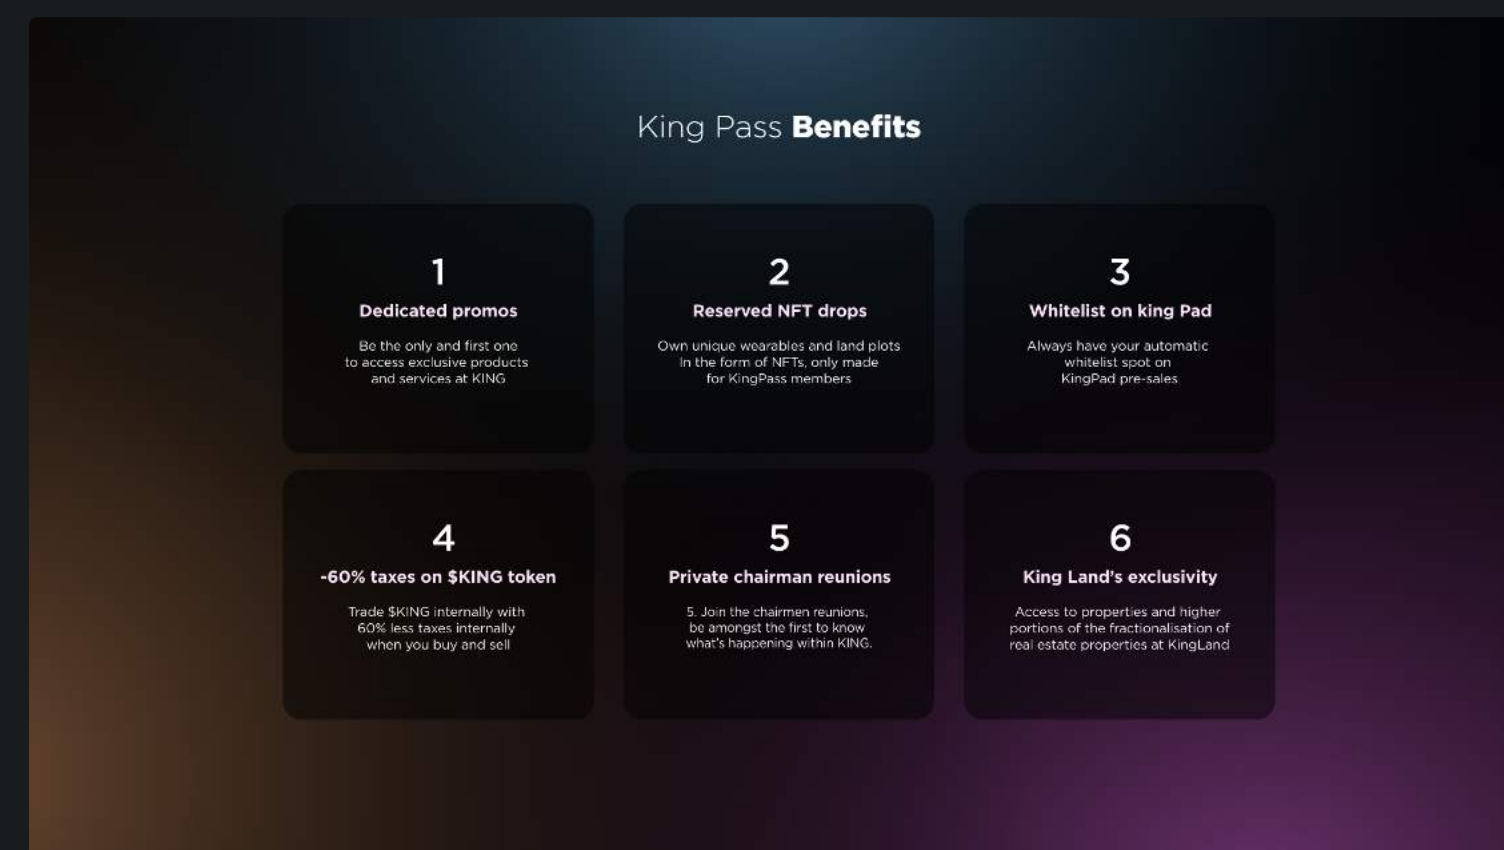 King Pass Benefits
1
Dedicated promos
Be the only and first one
to access exclusive products
and services at KING
2
Reserved NFT drops
Own unique wearables and land plots
In the form of NFTs, only made
for KingPass members
3
Whitelist on king Pad
Always have your automatic
whitelist spot on
KingPad pre-sales
4
-60% taxes on $KING token
Trade $KING internally with
60% less taxes internally
when you buy and sell
5
Private chairman reunions
5. Join the chairmen reunions,
be amongst the first to know
what's happening within KING.
6
King Land's exclusivity
Access to properties and higher
portions of the fractionalisation of
real estate properties at KingLand